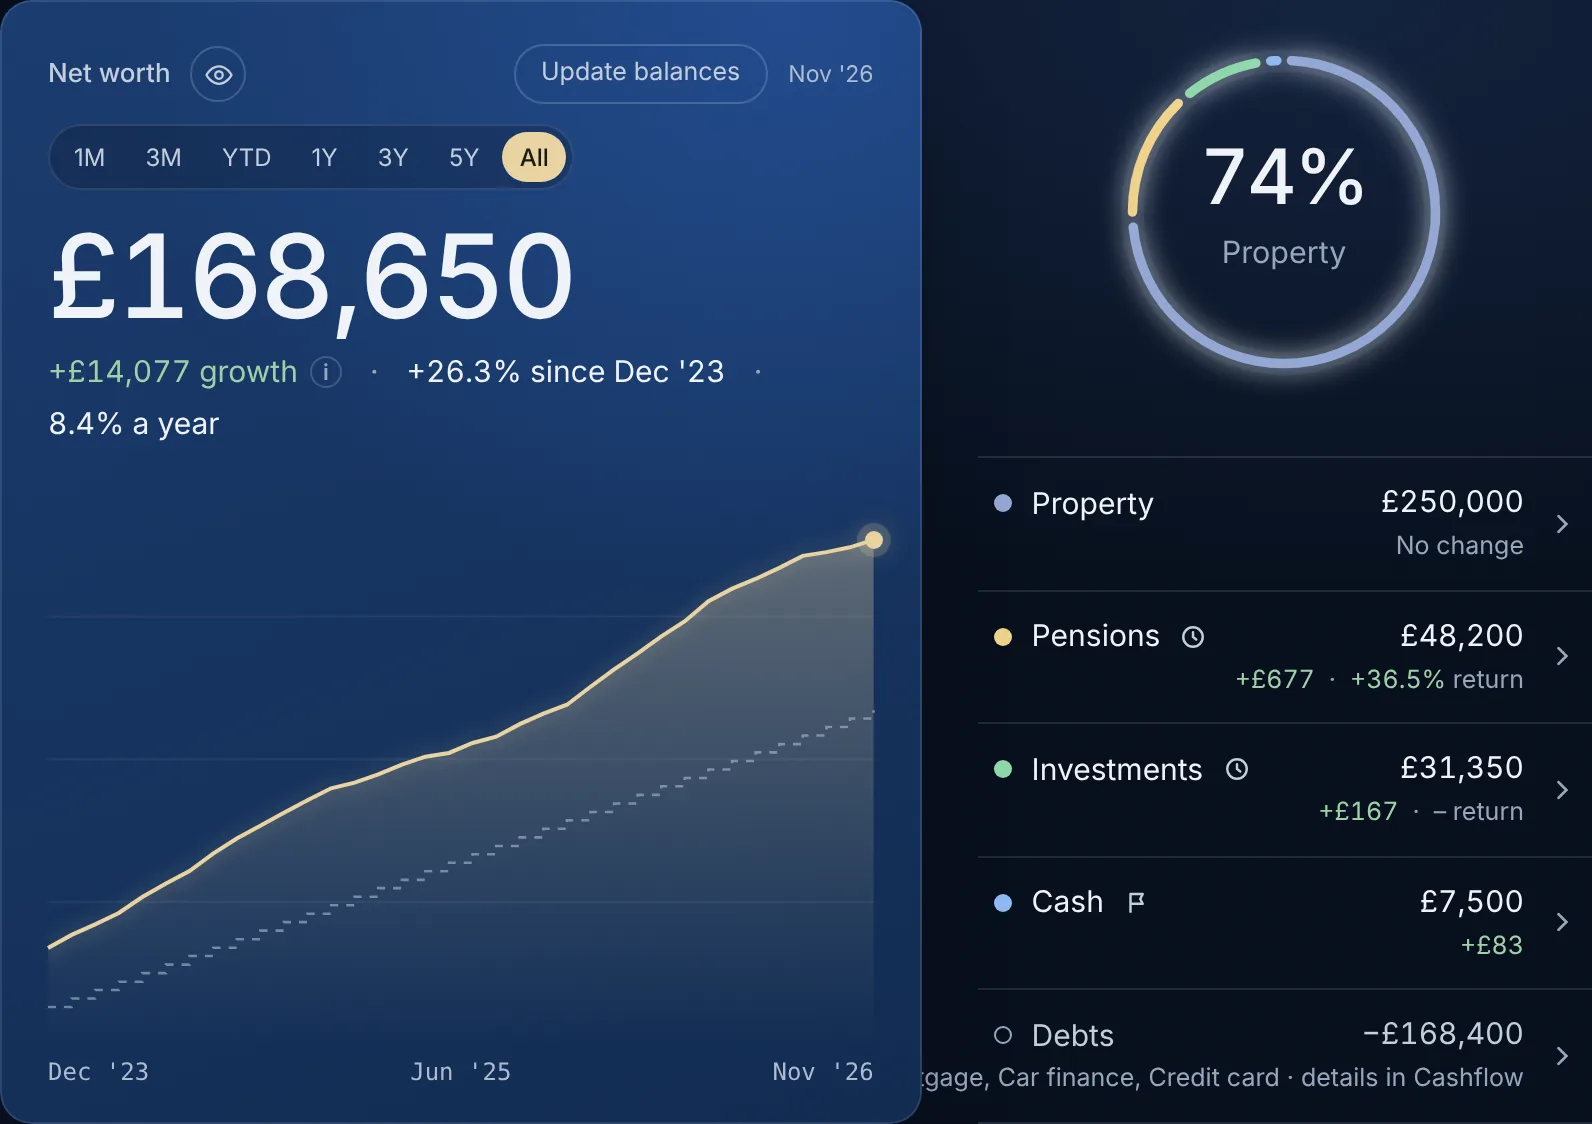 Net worth
Update balances
Nov '26
1M 3M YTD 1Y 3Y 5Y All
£168,650
+£14,077 growth i · +26.3% since Dec '23 ·
8.4% a year
Dec '23 Jun '25 Nov '26
74%
Property
Property £250,000
No change
Pensions £48,200
+£677 · +36.5% return
Investments £31,350
+£167 · – return
Cash £7,500
+£83
Debts −£168,400
Car finance, Credit card · details in Cashflow